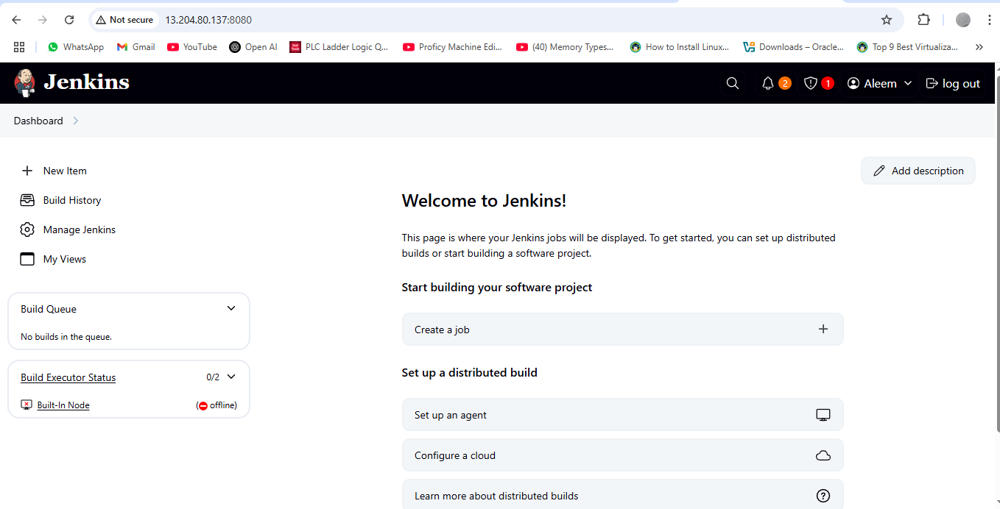 Not secure 13.204.80.137:8080
WhatsApp Gmail YouTube Open AI PLC Ladder Logic Q... Proficy Machine Edi... (40) Memory Types... How to Install Linux... Downloads – Oracle... Top 9 Best Virtualiza...
Jenkins 2 1 Aleem log out
Dashboard
New Item
Build History
Manage Jenkins
My Views
Build Queue
No builds in the queue.
Build Executor Status 0/2
Built-In Node (offline)
Add description
Welcome to Jenkins!
This page is where your Jenkins jobs will be displayed. To get started, you can set up distributed
builds or start building a software project.
Start building your software project
Create a job
Set up a distributed build
Set up an agent
Configure a cloud
Learn more about distributed builds